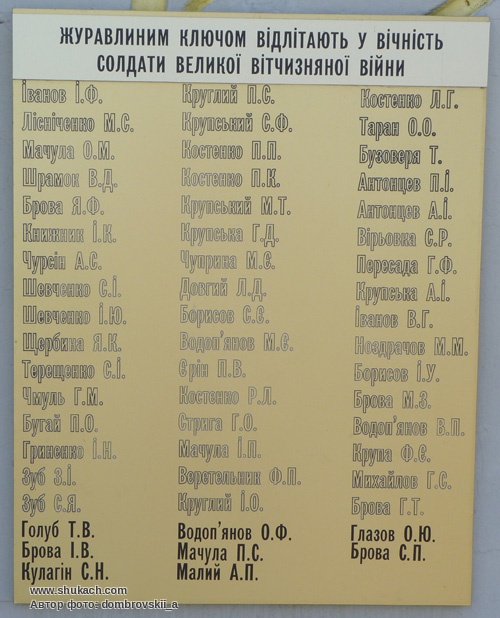 ЖУРАВЛИНИМ КЛЮЧОМ ВІДЛІТАЮТЬ У ВІЧНІСТЬ
СОЛДАТИ ВЕЛИКОЇ ВІТЧИЗНЯНОЇ ВІЙНИ
Іванов І.Ф.
Лісніченко М.С.
Мачула О.М.
Шрамок В.Д.
Брова Я.Ф.
Книжник І.К.
Чурсін А.С.
Шевченко Є.І.
Шевченко І.Ю.
Щербина Я.К.
Терещенко Є.І.
Чмуль Г.М.
Бугай П.О.
Гриненко І.Н.
Зуб З.І.
Зуб С.Я.
Голуб Т.В.
Брова І.В.
Кулагін С.Н.
Круглий П.С.
Крупський Є.Ф.
Костенко П.П.
Костенко П.К.
Крупський М.Т.
Крупська Г.Д.
Чуприна М.Є.
Довгий Л.Д.
Борисов Є.Є.
Водоп'янов М.Є.
Єрін П.В.
Костенко Р.Л.
Стрига Г.О.
Мачула І.П.
Веретельник Ф.П.
Круглий І.О.
Водоп'янов О.Ф.
Мачула П.С.
Малий А.П.
Костенко Л.Г.
Таран О.О.
Бузоверя Т.
Антонцев П.І.
Антонцев А.І.
Вірьовка С.Р.
Пересада Г.Ф.
Крупська А.І.
Іванов В.Г.
Ноздрачов М.М.
Борисов І.У.
Брова М.З.
Водоп'янов В.П.
Крупа Ф.Є.
Михайлов Г.С.
Брова Г.Т.
Глазов О.Ю.
Брова С.П.
www.shukach.com
Автор фото- dombrovskii_a